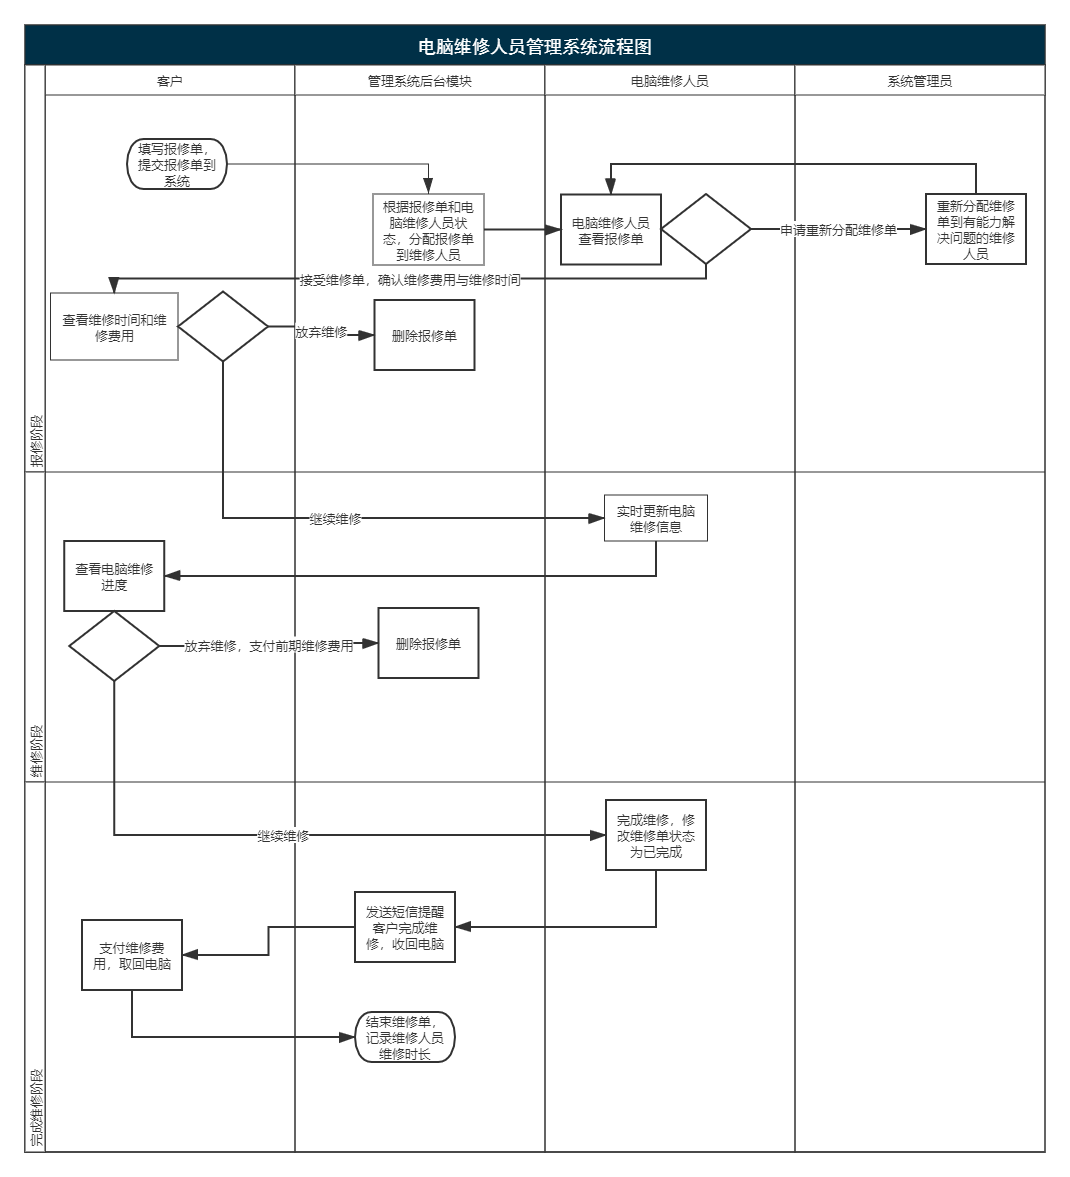 电脑维修人员管理系统流程图
客户
管理系统后台模块
电脑维修人员
系统管理员
报修阶段
填写报修单，
提交报修单到
系统
根据报修单和电
脑维修人员状
态，分配报修单
到维修人员
电脑维修人员
查看报修单
申请重新分配维修单
重新分配维修
单到有能力解
决问题的维修
人员
接受维修单，确认维修费用与维修时间
查看维修时间和维
修费用
放弃维修
删除报修单
维修阶段
继续维修
实时更新电脑
维修信息
查看电脑维修
进度
放弃维修，支付前期维修费用
删除报修单
完成维修阶段
继续维修
完成维修，修
改维修单状态
为已完成
发送短信提醒
客户完成维
修，收回电脑
支付维修费
用，取回电脑
结束维修单，
记录维修人员
维修时长